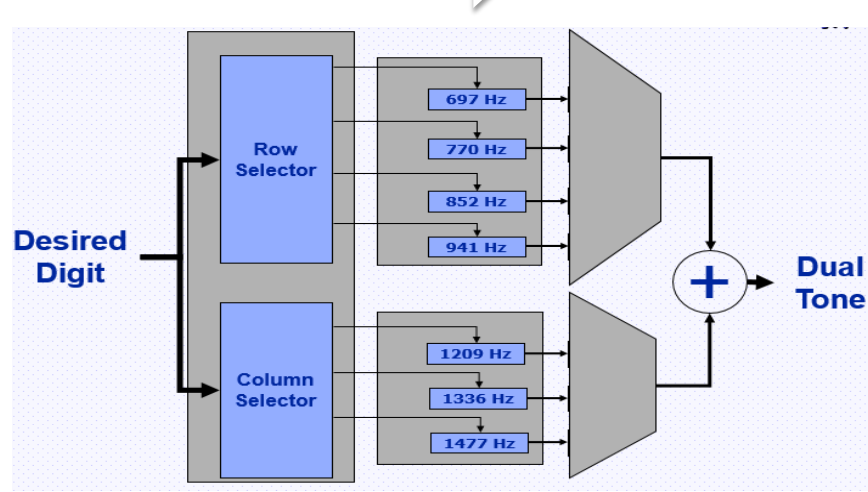 Desired
Digit
Row
Selector
697 Hz
770 Hz
852 Hz
941 Hz
Column
Selector
1209 Hz
1336 Hz
1477 Hz
+
Dual
Tone